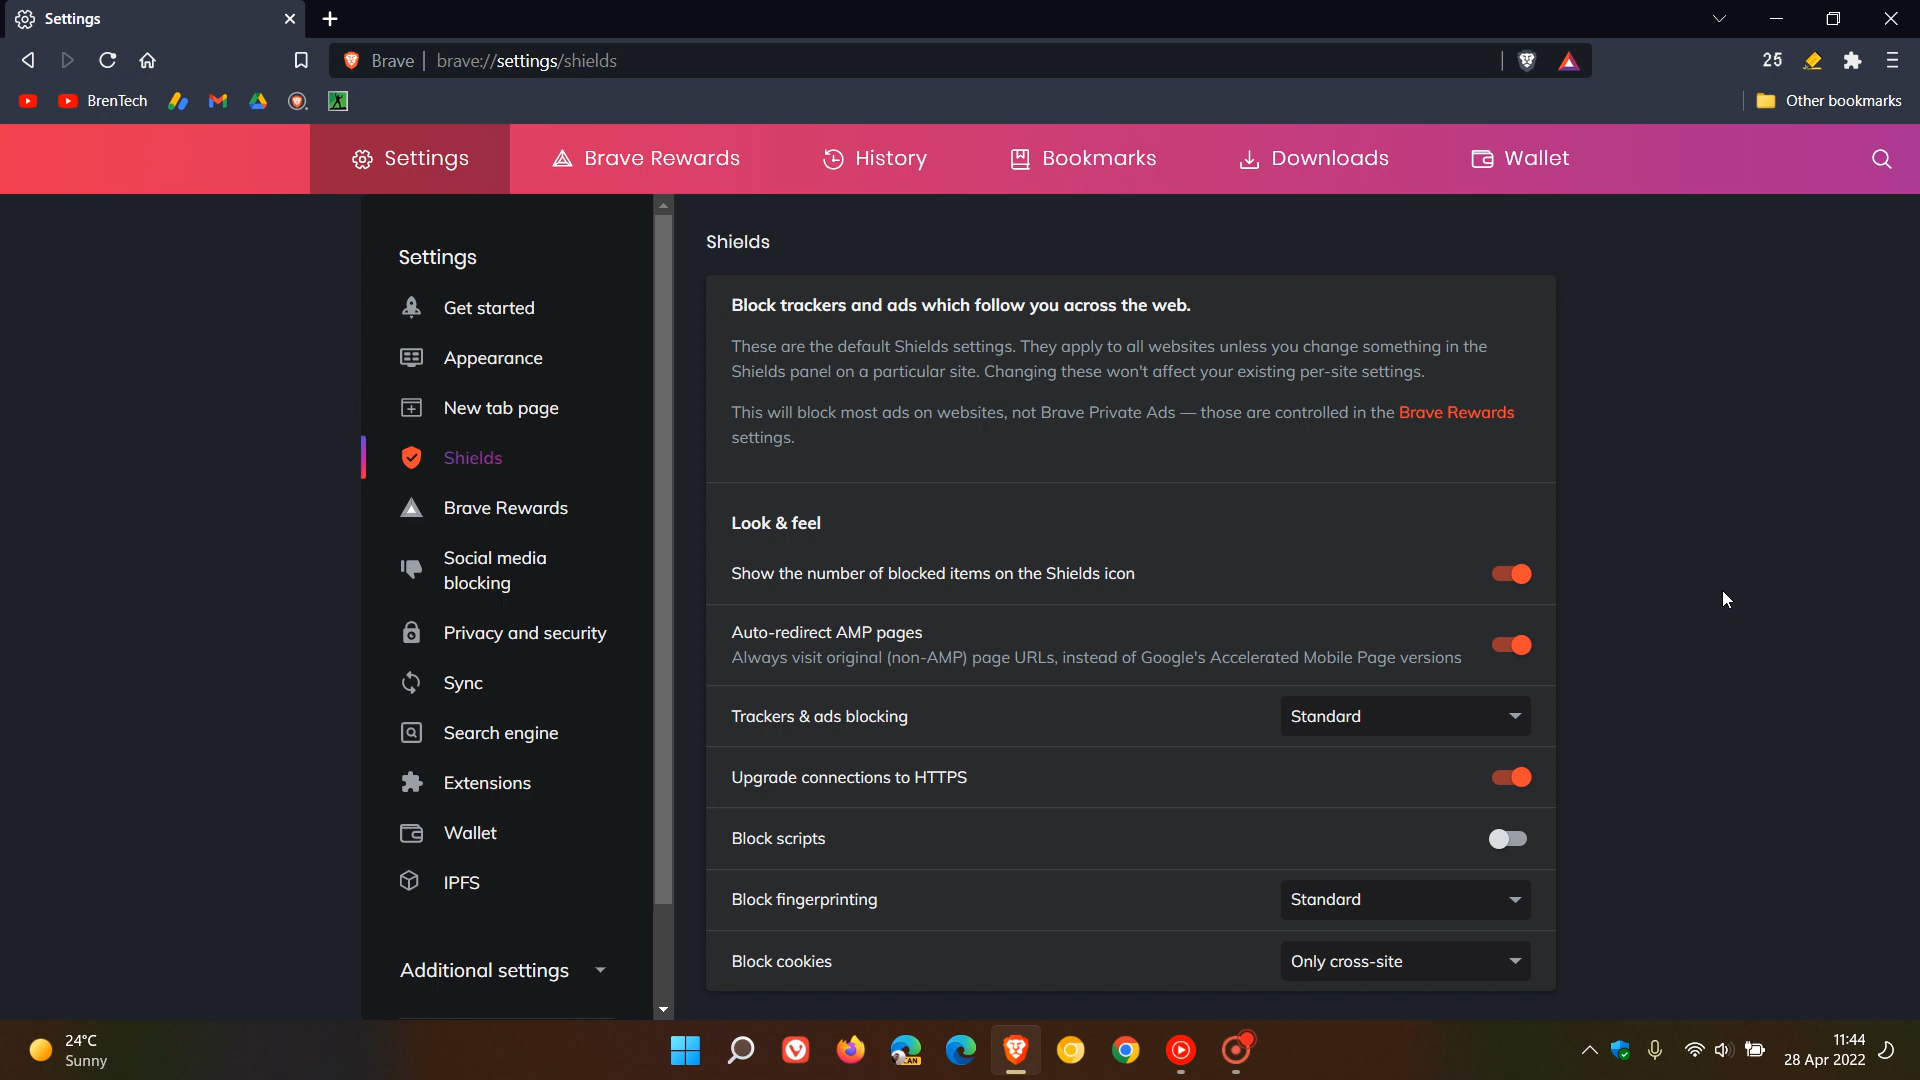 Settings
Brave
brave://settings/shields
25
BrenTech
Other bookmarks
Settings
Brave Rewards
History
Bookmarks
Downloads
Wallet
Settings
Get started
Appearance
New tab page
Shields
Brave Rewards
Social media
blocking
Privacy and security
Sync
Search engine
Extensions
Wallet
IPFS
Additional settings
Shields
Block trackers and ads which follow you across the web.
These are the default Shields settings. They apply to all websites unless you change something in the
Shields panel on a particular site. Changing these won't affect your existing per-site settings.
This will block most ads on websites, not Brave Private Ads — those are controlled in the Brave Rewards
settings.
Look & feel
Show the number of blocked items on the Shields icon
Auto-redirect AMP pages
Always visit original (non-AMP) page URLs, instead of Google's Accelerated Mobile Page versions
Trackers & ads blocking
Standard
Upgrade connections to HTTPS
Block scripts
Block fingerprinting
Standard
Block cookies
Only cross-site
24°C
Sunny
CAN
11:44
28 Apr 2022